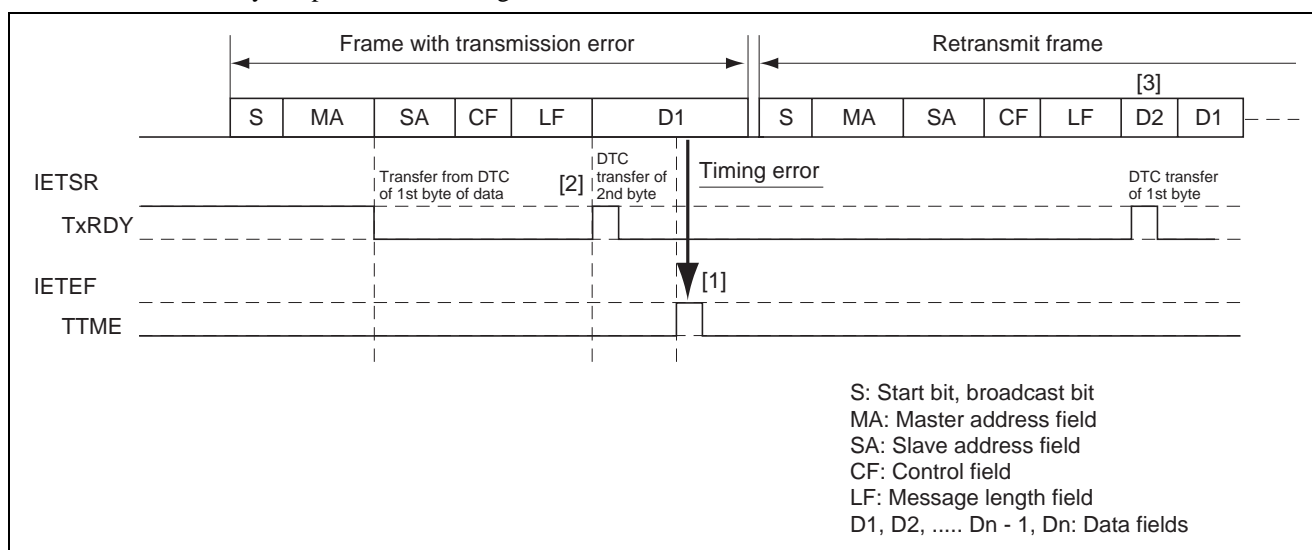 Frame with transmission error
Retransmit frame
[3]
S MA SA CF LF D1 S MA SA CF LF D2 D1
IETSR
Transfer from DTC
of 1st byte of data
[2]
DTC
transfer of
2nd byte
Timing error
DTC transfer
of 1st byte
TxRDY
IETEF
[1]
TTME
S: Start bit, broadcast bit
MA: Master address field
SA: Slave address field
CF: Control field
LF: Message length field
D1, D2, ..... Dn - 1, Dn: Data fields